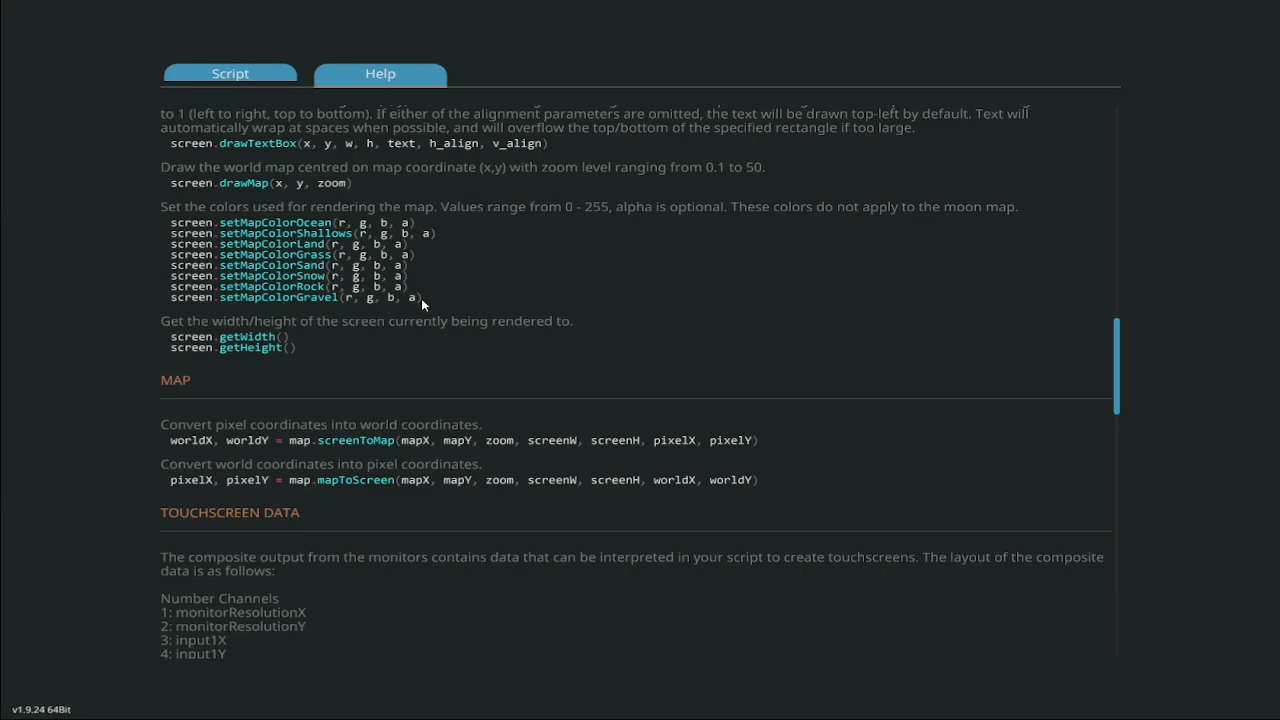 Script
Help
to 1 (left to right, top to bottom). If either of the alignment parameters are omitted, the text will be drawn top-left by default. Text will
automatically wrap at spaces when possible, and will overflow the top/bottom of the specified rectangle if too large.
screen.drawTextBox(x, y, w, h, text, h_align, v_align)
Draw the world map centred on map coordinate (x,y) with zoom level ranging from 0.1 to 50.
screen.drawMap(x, y, zoom)
Set the colors used for rendering the map. Values range from 0 - 255, alpha is optional. These colors do not apply to the moon map.
screen.setMapColorOcean(r, g, b, a)
screen.setMapColorShallows(r, g, b, a)
screen.setMapColorLand(r, g, b, a)
screen.setMapColorGrass(r, g, b, a)
screen.setMapColorSand(r, g, b, a)
screen.setMapColorSnow(r, g, b, a)
screen.setMapColorRock(r, g, b, a)
screen.setMapColorGravel(r, g, b, a)
Get the width/height of the screen currently being rendered to.
screen.getWidth()
screen.getHeight()
MAP
Convert pixel coordinates into world coordinates.
worldX, worldY = map.screenToMap(mapX, mapY, zoom, screenW, screenH, pixelX, pixelY)
Convert world coordinates into pixel coordinates.
pixelX, pixelY = map.mapToScreen(mapX, mapY, zoom, screenW, screenH, worldX, worldY)
TOUCHSCREEN DATA
The composite output from the monitors contains data that can be interpreted in your script to create touchscreens. The layout of the composite
data is as follows:
Number Channels
1: monitorResolutionX
2: monitorResolutionY
3: input1X
4: input1Y
v1.9.24 64Bit